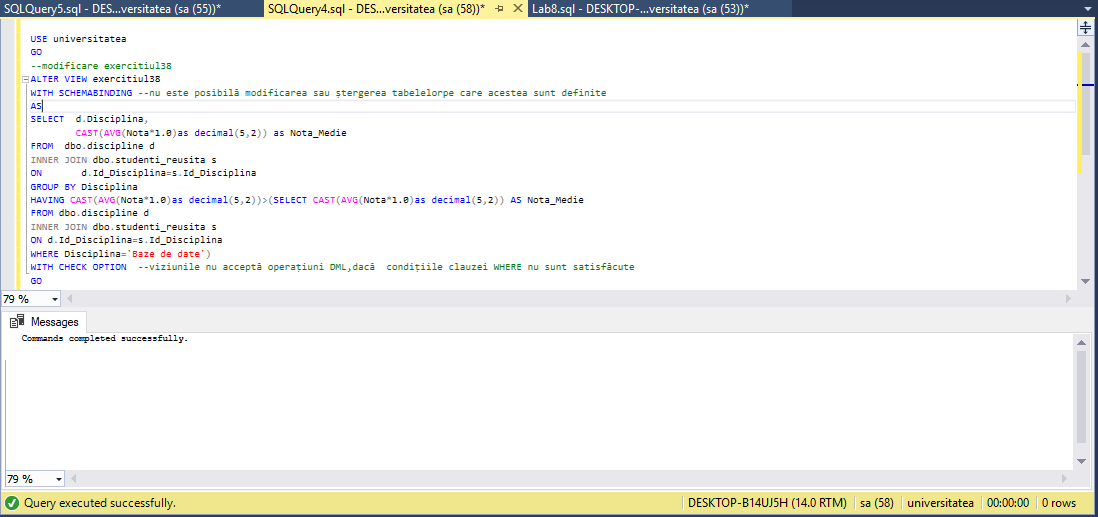 SQLQuery5.sql - DES...versitatea (sa (55))*
SQLQuery4.sql - DES...versitatea (sa (58))*
Lab8.sql - DESKTOP-...versitatea (sa (53))*
USE universitatea
GO
--modificare exercitiul38
ALTER VIEW exercitiul38
WITH SCHEMABINDING --nu este posibilă modificarea sau ștergerea tabelelorpe care acestea sunt definite
AS
SELECT d.Disciplina,
CAST(AVG(Nota*1.0)as decimal(5,2)) as Nota_Medie
FROM dbo.discipline d
INNER JOIN dbo.studenti_reusita s
ON d.Id_Disciplina=s.Id_Disciplina
GROUP BY Disciplina
HAVING CAST(AVG(Nota*1.0)as decimal(5,2))>(SELECT CAST(AVG(Nota*1.0)as decimal(5,2)) AS Nota_Medie
FROM dbo.discipline d
INNER JOIN dbo.studenti_reusita s
ON d.Id_Disciplina=s.Id_Disciplina
WHERE Disciplina='Baze de date')
WITH CHECK OPTION --viziunile nu acceptă operațiuni DML,dacă condițiile clauzei WHERE nu sunt satisfăcute
GO
79 %
Messages
Commands completed successfully.
79 %
Query executed successfully.
DESKTOP-B14UJ5H (14.0 RTM)
sa (58)
universitatea
00:00:00
0 rows